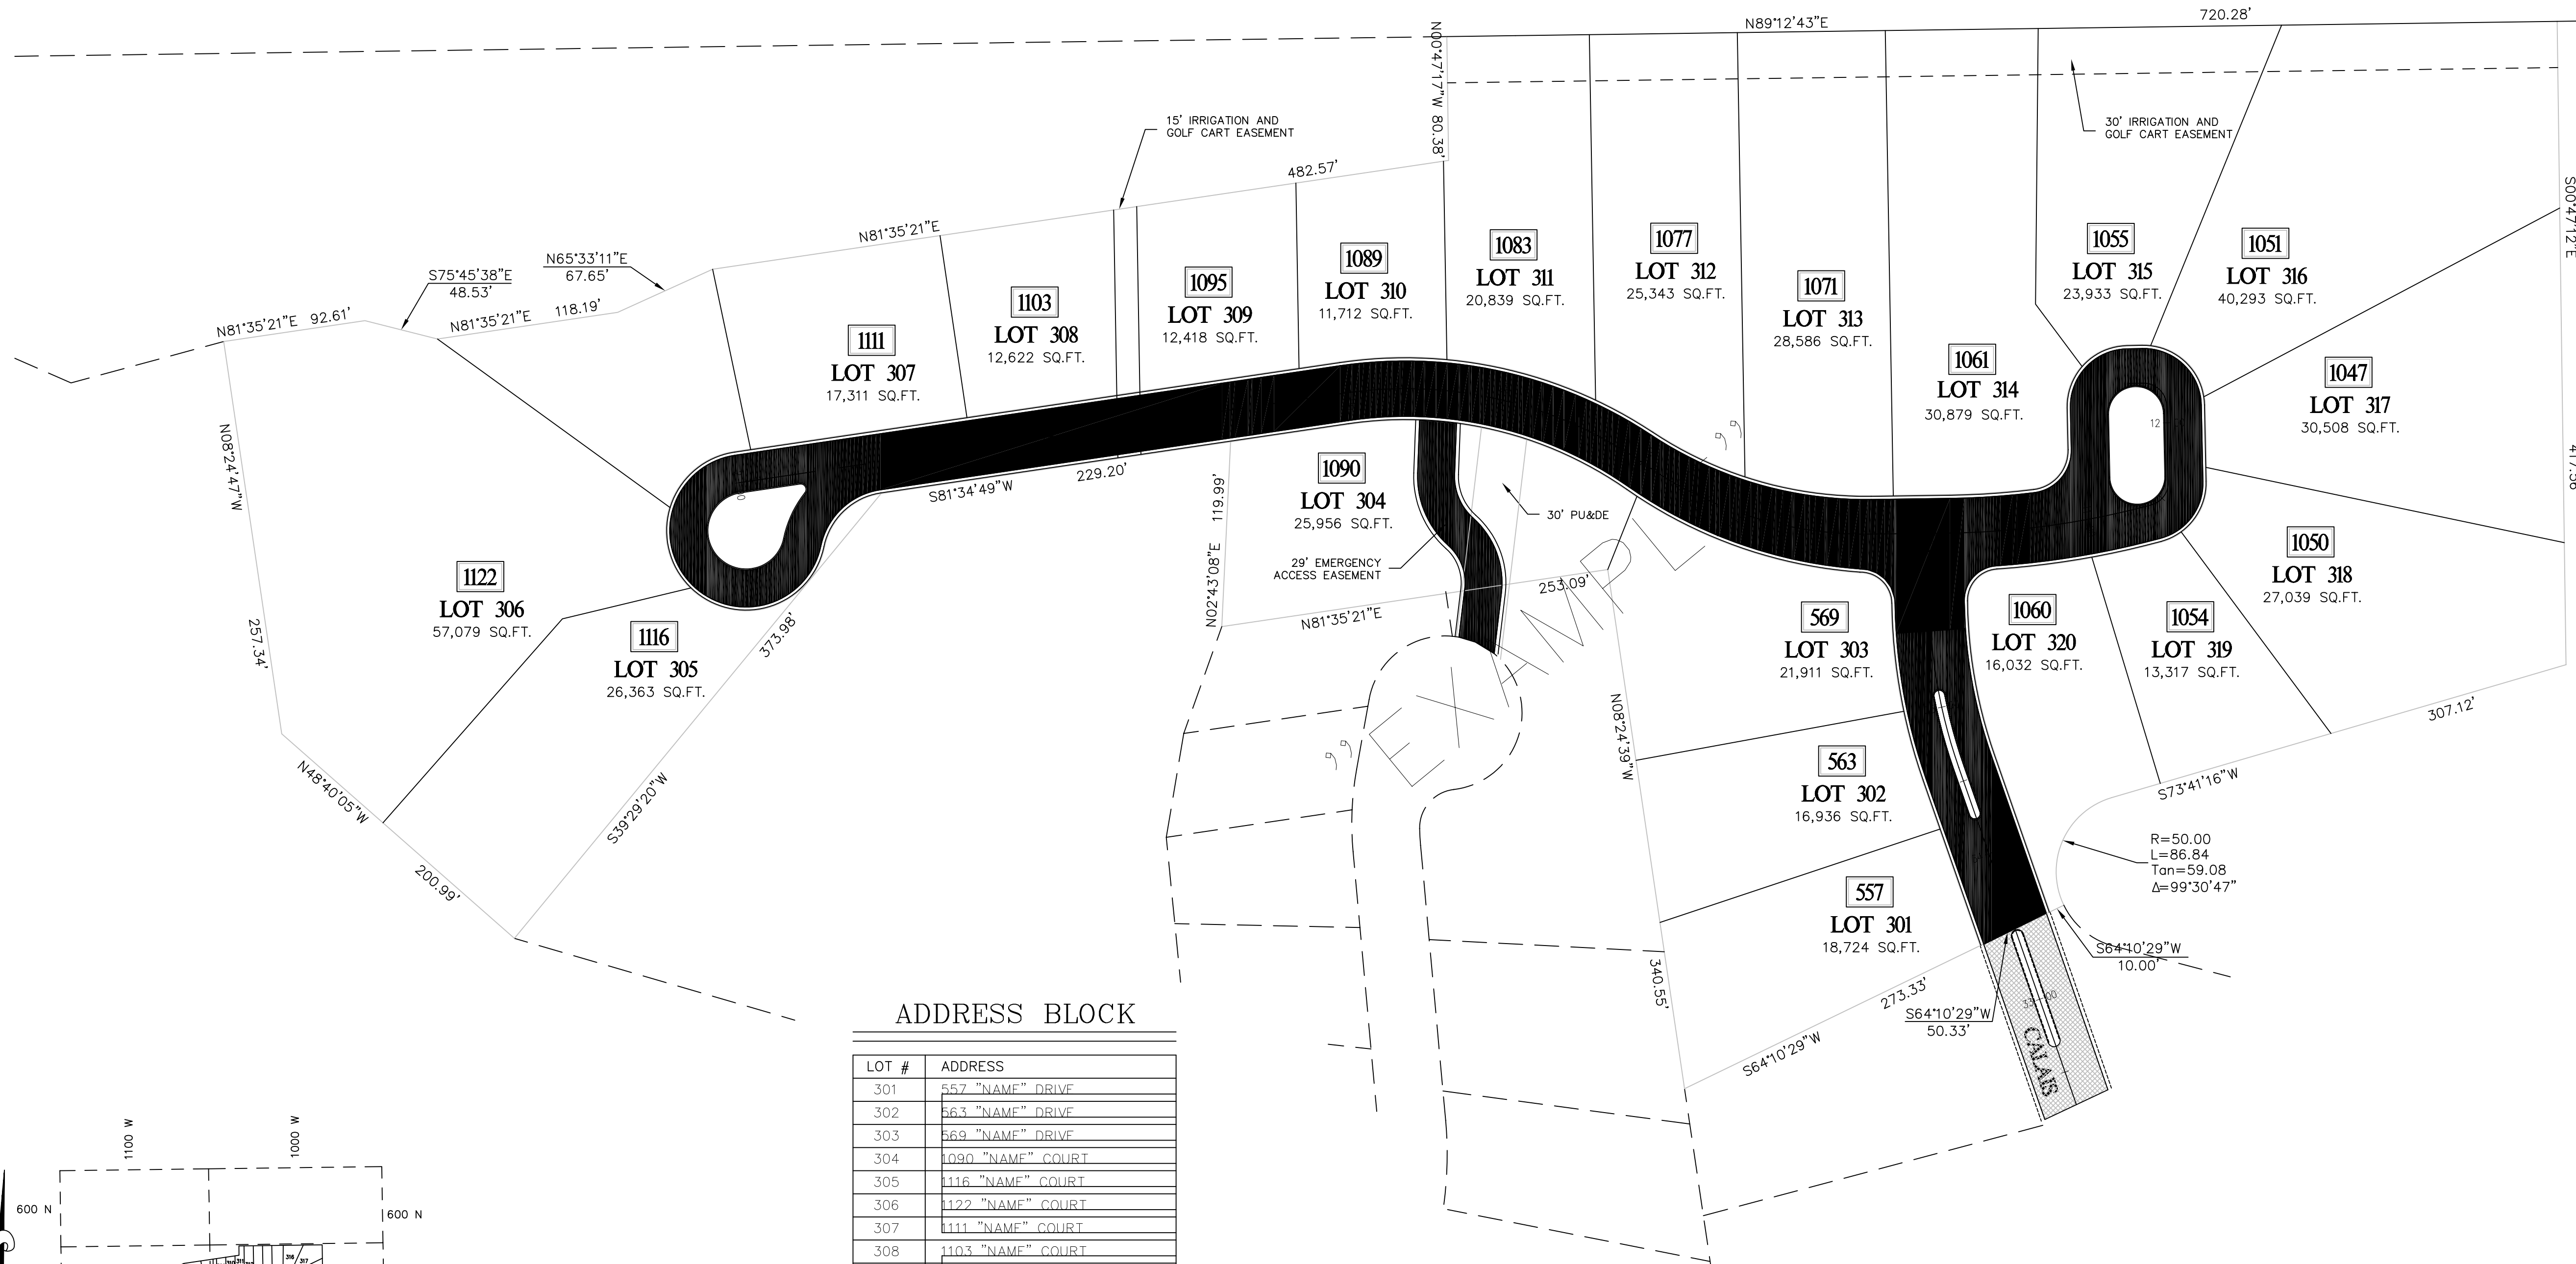 N89°12'43"E
720.28'
N00°47'17"W 80.38'
15' IRRIGATION AND
GOLF CART EASEMENT
30' IRRIGATION AND
GOLF CART EASEMENT
482.57'
N81°35'21"E
S00°47'12"E
N65°33'11"E
67.65'
S75°45'38"E
48.53'
N81°35'21"E 92.61'
N81°35'21"E 118.19'
1111
LOT 307
17,311 SQ.FT.
1103
LOT 308
12,622 SQ.FT.
1095
LOT 309
12,418 SQ.FT.
1089
LOT 310
11,712 SQ.FT.
1083
LOT 311
20,839 SQ.FT.
1077
LOT 312
25,343 SQ.FT.
1071
LOT 313
28,586 SQ.FT.
1061
LOT 314
30,879 SQ.FT.
1055
LOT 315
23,933 SQ.FT.
1051
LOT 316
40,293 SQ.FT.
1047
LOT 317
30,508 SQ.FT.
12
N08°24'47"W
257.34'
0
S81°34'49"W
229.20'
N02°43'08"E 119.99'
1090
LOT 304
25,956 SQ.FT.
30' PU&DE
29' EMERGENCY
ACCESS EASEMENT
N81°35'21"E
253.09'
"EXAMPLE"
1122
LOT 306
57,079 SQ.FT.
1116
LOT 305
26,363 SQ.FT.
373.98'
S39°29'20"W
N48°40'05"W
200.99'
1050
LOT 318
27,039 SQ.FT.
1054
LOT 319
13,317 SQ.FT.
1060
LOT 320
16,032 SQ.FT.
569
LOT 303
21,911 SQ.FT.
563
LOT 302
16,936 SQ.FT.
557
LOT 301
18,724 SQ.FT.
N08°24'39"W
340.55'
307.12'
S73°41'16"W
R=50.00
L=86.84
Tan=59.08
Δ=99°30'47"
S64°10'29"W
10.00'
S64°10'29"W
50.33'
273.33'
S64°10'29"W
33+00
CALAIS
ADDRESS BLOCK
LOT # ADDRESS
301 557 "NAME" DRIVE
302 563 "NAME" DRIVE
303 569 "NAME" DRIVE
304 1090 "NAME" COURT
305 1116 "NAME" COURT
306 1122 "NAME" COURT
307 1111 "NAME" COURT
308 1103 "NAME" COURT
1100 W
1000 W
600 N
600 N
316
317